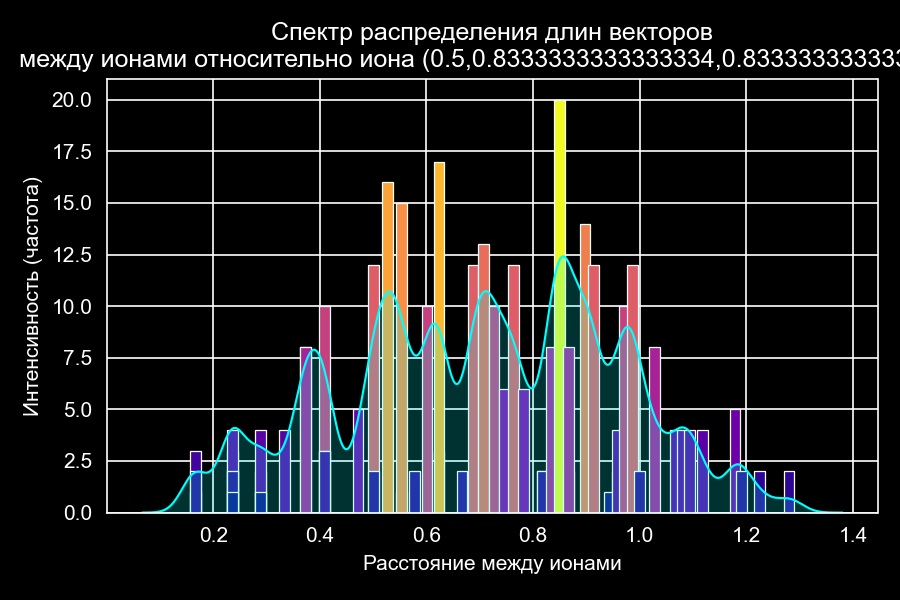 Спектр распределения длин векторов
между ионами относительно иона (0.5,0.8333333333333334,0.833333333333
20.0
17.5
15.0
12.5
10.0
7.5
5.0
2.5
0.0
Интенсивность (частота)
0.2 0.4 0.6 0.8 1.0 1.2 1.4
Расстояние между ионами